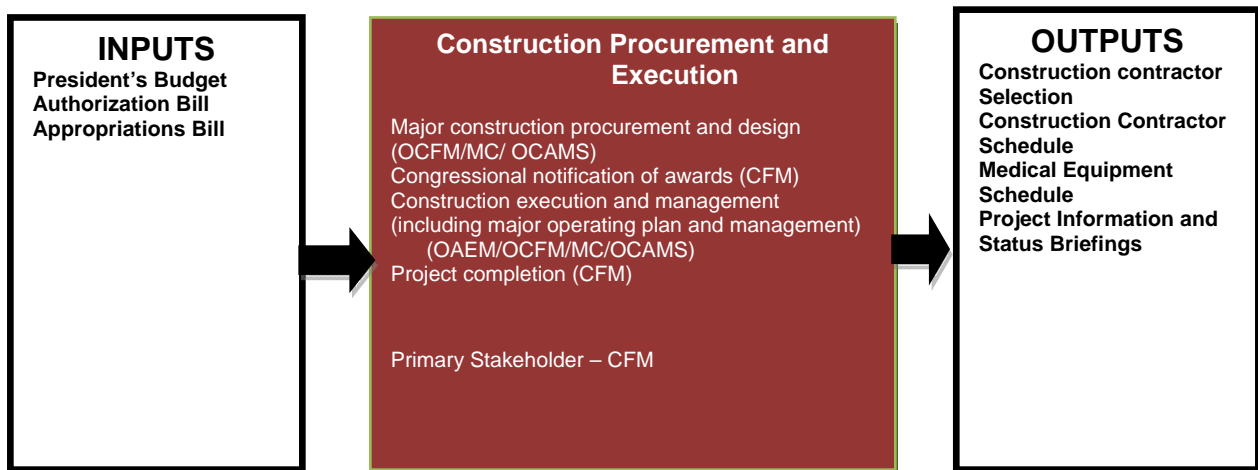 INPUTS
President’s Budget
Authorization Bill
Appropriations Bill
Construction Procurement and
Execution
Major construction procurement and design
(OCFM/MC/ OCAMS)
Congressional notification of awards (CFM)
Construction execution and management
(including major operating plan and management)
(OAEM/OCFM/MC/OCAMS)
Project completion (CFM)
Primary Stakeholder – CFM
OUTPUTS
Construction contractor
Selection
Construction Contractor
Schedule
Medical Equipment
Schedule
Project Information and
Status Briefings